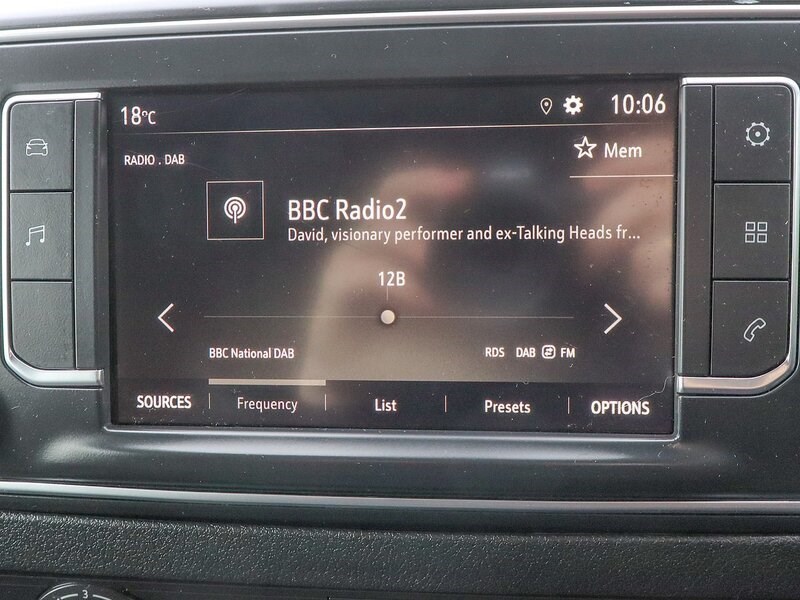 18°C
10:06
RADIO . DAB
Mem
BBC Radio2
David, visionary performer and ex-Talking Heads fr...
12B
BBC National DAB
RDS DAB FM
SOURCES Frequency List Presets OPTIONS
3